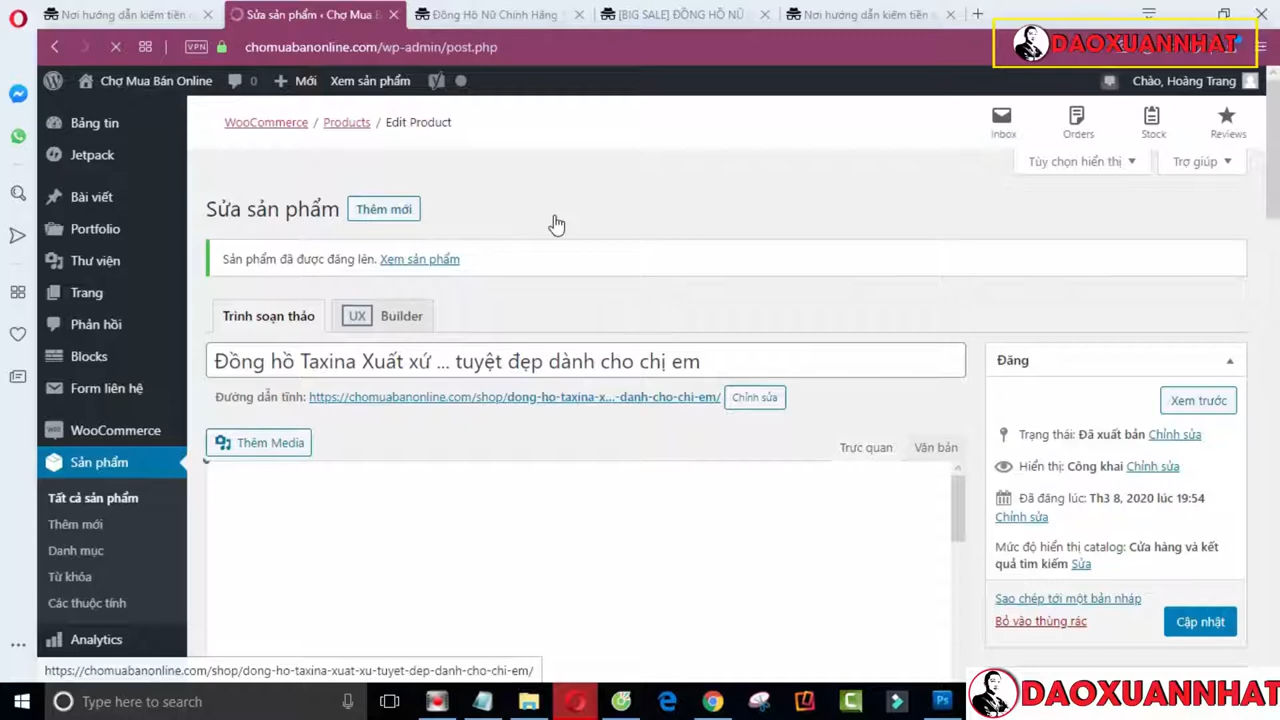 Nơi hướng dẫn kiếm tiền
Sửa sản phẩm ‹ Chợ Mua B
Đồng Hồ Nữ Chính Hãng
[BIG SALE] ĐỒNG HỒ NỮ
Nơi hướng dẫn kiếm tiền
VPN
chomuabanonline.com/wp-admin/post.php
DAOXUANNHAT
Chợ Mua Bán Online
0
Mới
Xem sản phẩm
Chào, Hoàng Trang
Bảng tin
Jetpack
Bài viết
Portfolio
Thư viện
Trang
Phản hồi
Blocks
Form liên hệ
WooCommerce
Sản phẩm
Tất cả sản phẩm
Thêm mới
Danh mục
Từ khóa
Các thuộc tính
Analytics
WooCommerce / Products / Edit Product
Inbox
Orders
Stock
Reviews
Tùy chọn hiển thị
Trợ giúp
Sửa sản phẩm
Thêm mới
Sản phẩm đã được đăng lên. Xem sản phẩm
Trình soạn thảo
UX Builder
Đồng hồ Taxina Xuất xứ ... tuyệt đẹp dành cho chị em
Đường dẫn tĩnh: https://chomuabanonline.com/shop/dong-ho-taxina-x...-danh-cho-chi-em/
Chỉnh sửa
Thêm Media
Trực quan
Văn bản
Đăng
Xem trước
Trạng thái: Đã xuất bản Chỉnh sửa
Hiển thị: Công khai Chỉnh sửa
Đã đăng lúc: Th3 8, 2020 lúc 19:54
Chỉnh sửa
Mức độ hiển thị catalog: Cửa hàng và kết
quả tìm kiếm Sửa
Sao chép tới một bản nháp
Bỏ vào thùng rác
Cập nhật
https://chomuabanonline.com/shop/dong-ho-taxina-xuat-xu-tuyet-dep-danh-cho-chi-em/
Type here to search
Ps
DAOXUANNHAT